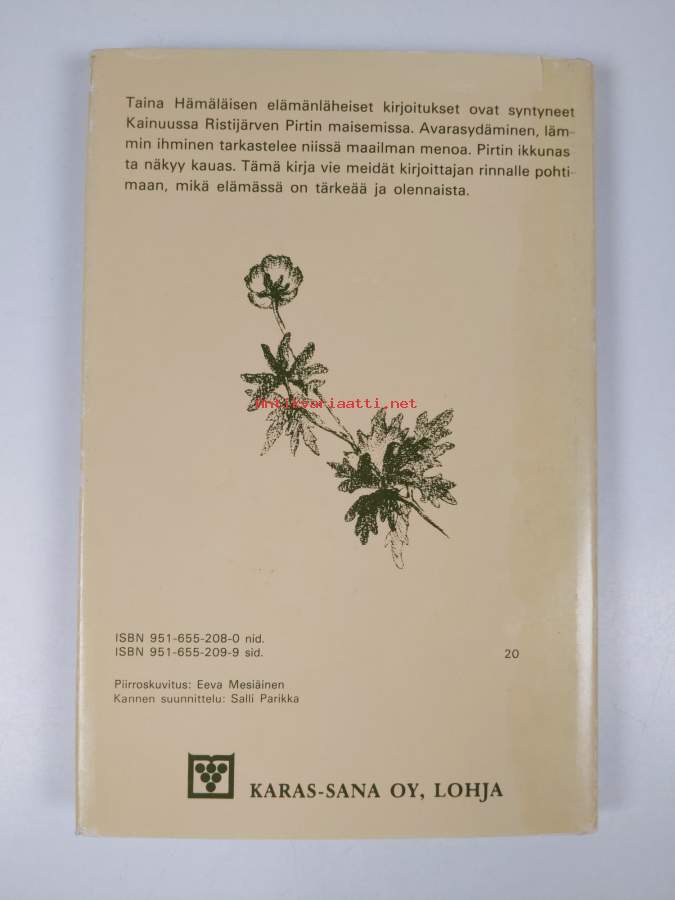 Taina Hämäläisen elämänläheiset kirjoitukset ovat syntyneet
Kainuussa Ristijärven Pirtin maisemissa. Avarasydäminen, läm-
min ihminen tarkastelee niissä maailman menoa. Pirtin ikkunas
ta näkyy kauas. Tämä kirja vie meidät kirjoittajan rinnalle pohti-
maan, mikä elämässä on tärkeää ja olennaista.
Antikvariaatti.net
ISBN 951-655-208-0 nid.
ISBN 951-655-209-9 sid.
20
Piirroskuvitus: Eeva Mesiäinen
Kannen suunnittelu: Salli Parikka
KARAS-SANA OY, LOHJA